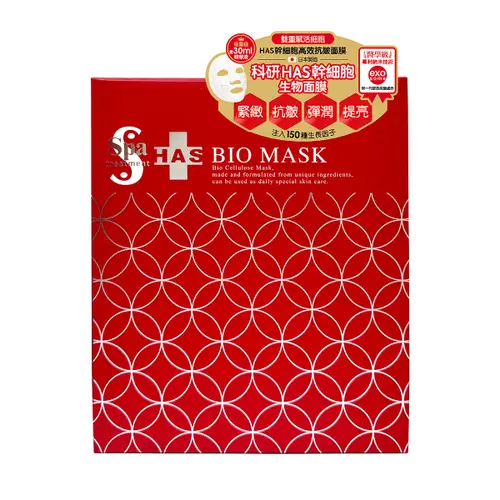 雙重賦活細胞
HAS幹細胞高效抗皺面膜
日本製造
科研HAS幹細胞
生物面膜
緊緻 抗皺 彈潤 提亮
注入150種生長因子
30ml
exo
Spa
treatment
HAS
BIO MASK
Bio Cellulose Mask,
made and formulated from unique ingredients,
can be used as daily special skin care.